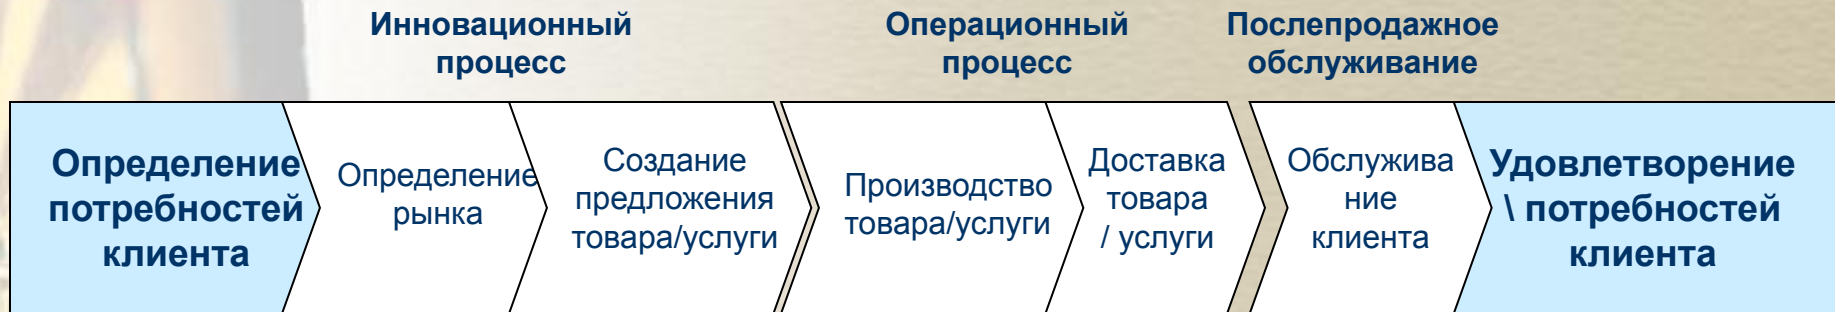 Инновационный
процесс
Операционный
процесс
Послепродажное
обслуживание
Определение
потребностей
клиента
Определение
рынка
Создание
предложения
товара/услуги
Производство
товара/услуги
Доставка
товара
/ услуги
Обслужива
ние
клиента
Удовлетворение
\ потребностей
клиента